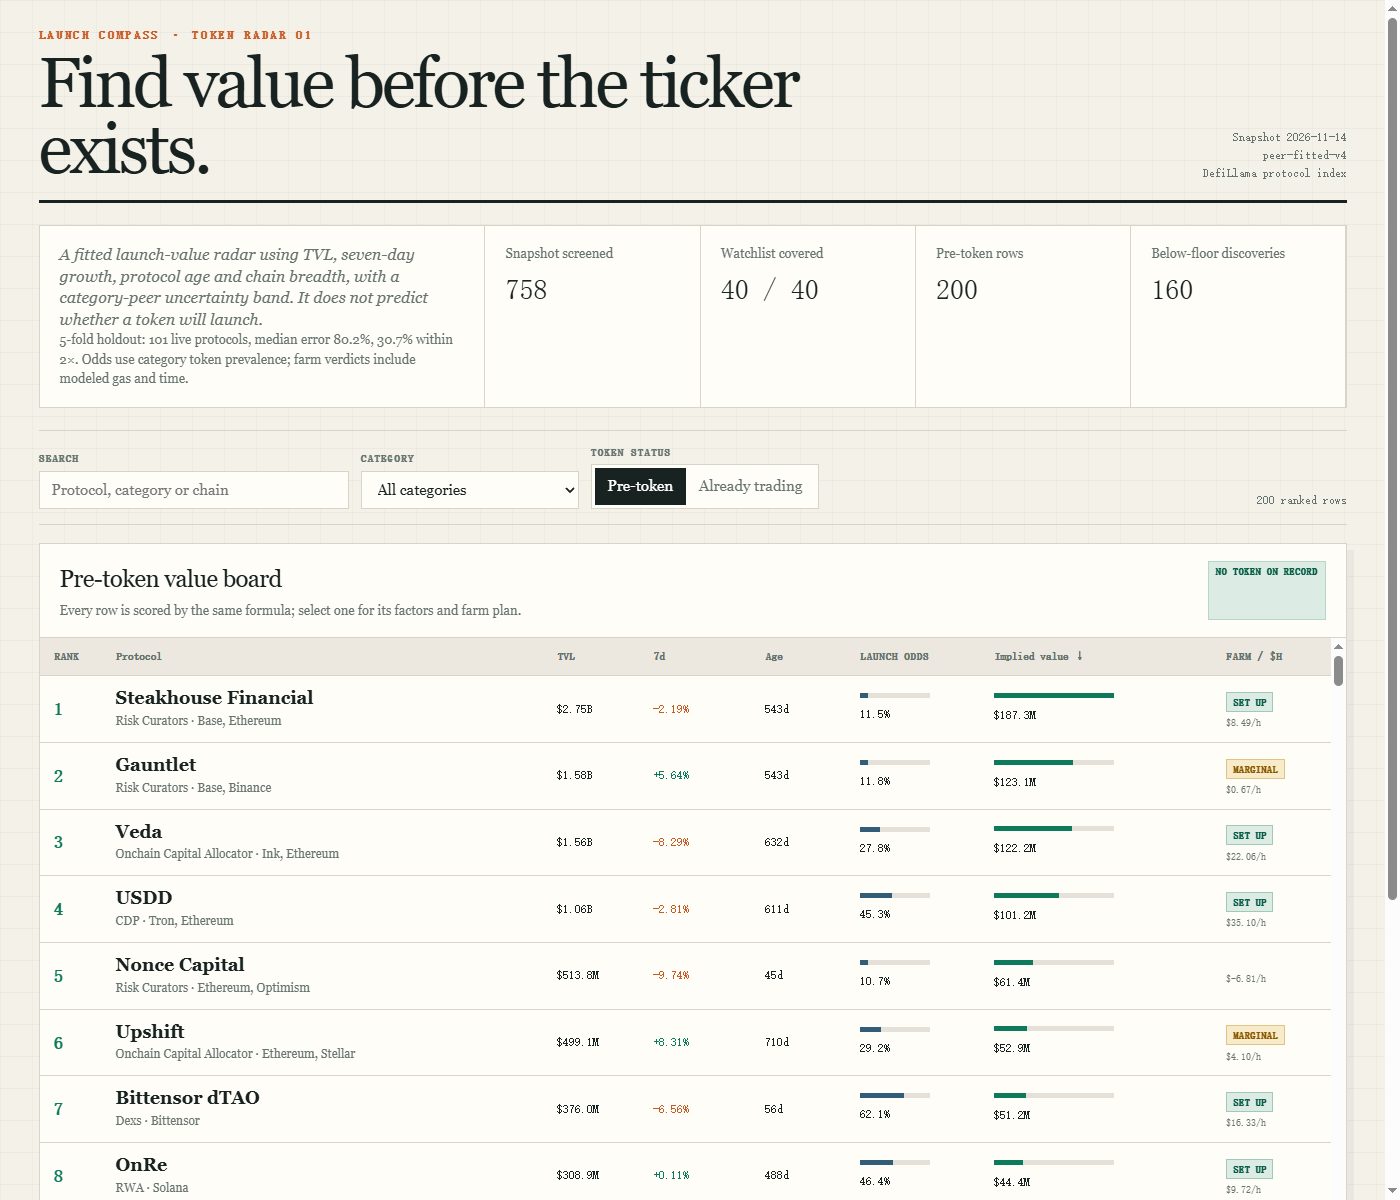 LAUNCH COMPASS · TOKEN RADAR 01
Find value before the ticker
exists.
Snapshot 2026-11-14
peer-fitted-v4
DefiLlama protocol index
A fitted launch-value radar using TVL, seven-day
growth, protocol age and chain breadth, with a
category-peer uncertainty band. It does not predict
whether a token will launch.
5-fold holdout: 101 live protocols, median error 80.2%, 30.7% within
2×. Odds use category token prevalence; farm verdicts include
modeled gas and time.
Snapshot screened
758
Watchlist covered
40 / 40
Pre-token rows
200
Below-floor discoveries
160
SEARCH
Protocol, category or chain
CATEGORY
All categories
TOKEN STATUS
Pre-token Already trading
200 ranked rows
Pre-token value board
Every row is scored by the same formula; select one for its factors and farm plan.
NO TOKEN ON RECORD
RANK Protocol TVL 7d Age LAUNCH ODDS Implied value ↓ FARM / $H
1 Steakhouse Financial
Risk Curators · Base, Ethereum
$2.75B -2.19% 543d 11.5% $187.3M
SET UP
$8.49/h
2 Gauntlet
Risk Curators · Base, Binance
$1.58B +5.64% 543d 11.8% $123.1M
MARGINAL
$0.67/h
3 Veda
Onchain Capital Allocator · Ink, Ethereum
$1.56B -8.29% 632d 27.8% $122.2M
SET UP
$22.06/h
4 USDD
CDP · Tron, Ethereum
$1.06B -2.81% 611d 45.3% $101.2M
SET UP
$35.10/h
5 Nonce Capital
Risk Curators · Ethereum, Optimism
$513.8M -9.74% 45d 10.7% $61.4M
$-6.81/h
6 Upshift
Onchain Capital Allocator · Ethereum, Stellar
$499.1M +8.31% 710d 29.2% $52.9M
MARGINAL
$4.10/h
7 Bittensor dTAO
Dexs · Bittensor
$376.0M -6.56% 56d 62.1% $51.2M
SET UP
$16.33/h
8 OnRe
RWA · Solana
$308.9M +0.11% 488d 46.4% $44.4M
SET UP
$9.72/h